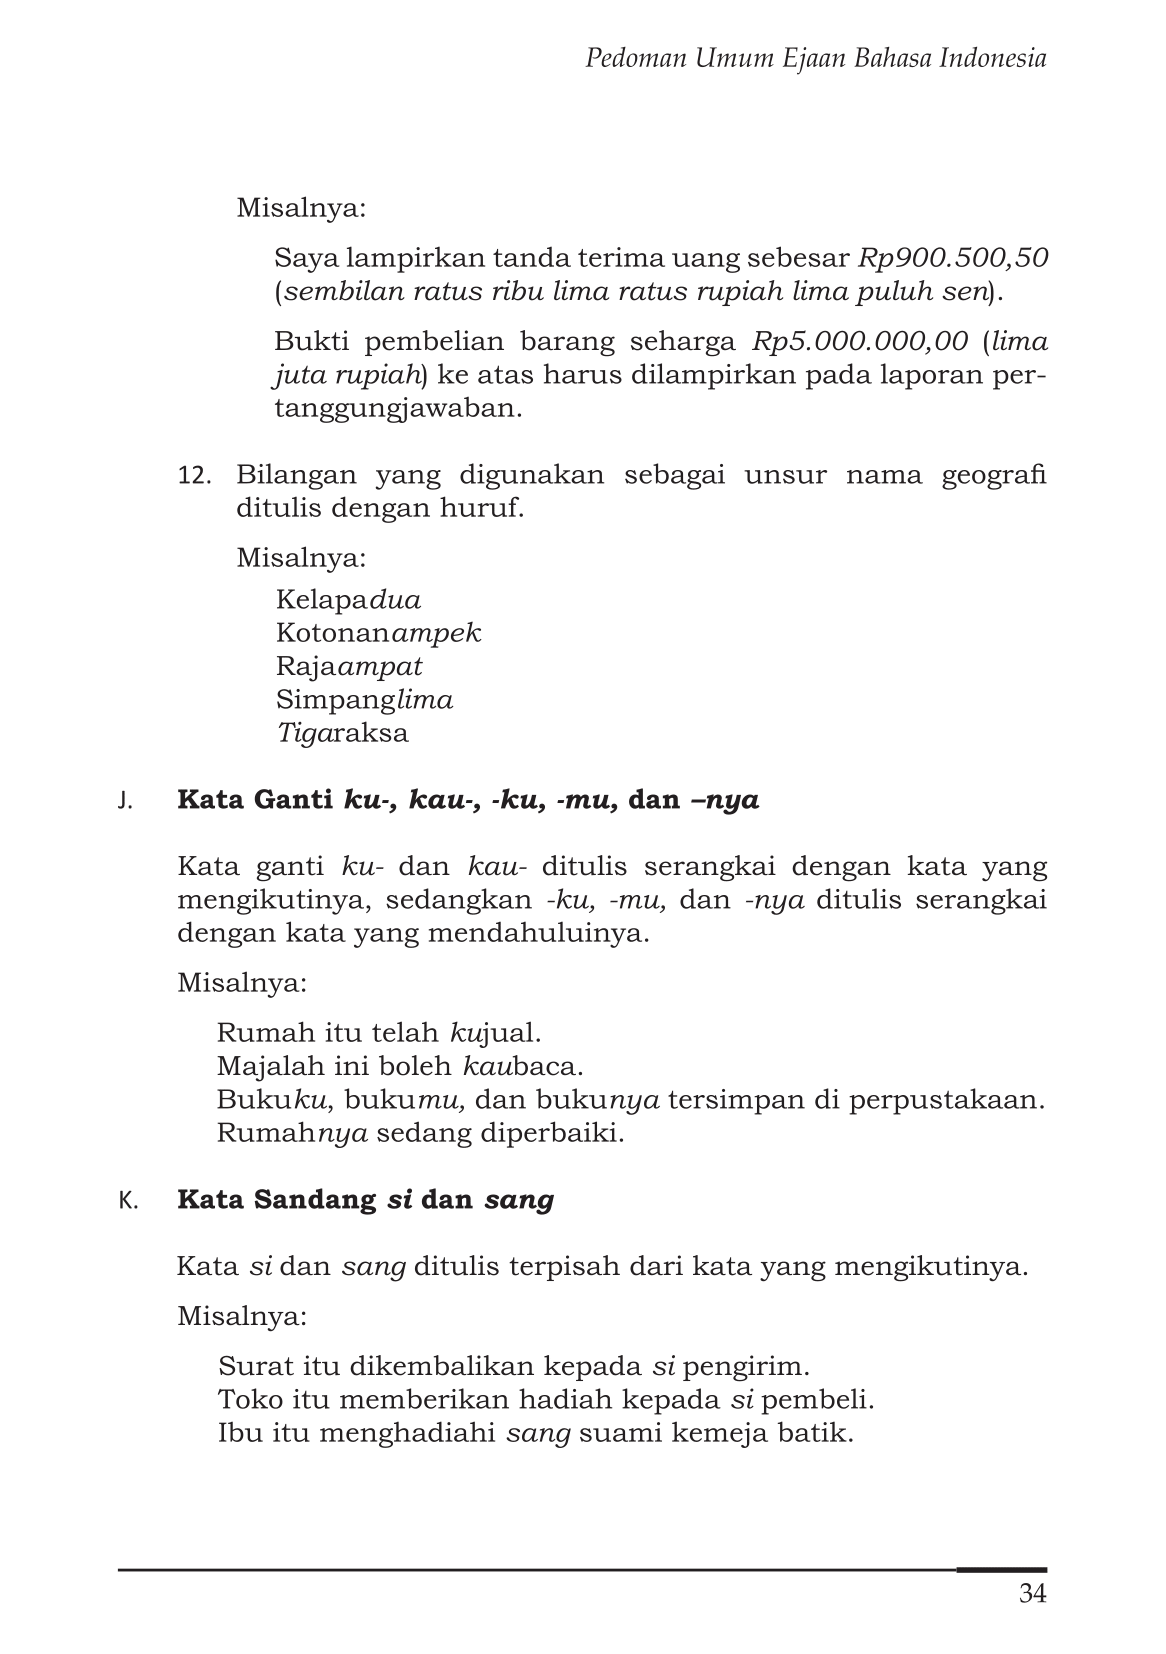 Pedoman Umum Ejaan Bahasa Indonesia
Misalnya:
Saya lampirkan tanda terima uang sebesar Rp900.500,50
(sembilan ratus ribu lima ratus rupiah lima puluh sen).
Bukti pembelian barang seharga Rp5.000.000,00 (lima
juta rupiah) ke atas harus dilampirkan pada laporan per-
tanggungjawaban.
12. Bilangan yang digunakan sebagai unsur nama geografi
ditulis dengan huruf.
Misalnya:
Kelapadua
Kotonanampek
Rajaampat
Simpanglima
Tigaraksa
J. Kata Ganti ku-, kau-, -ku, -mu, dan –nya
Kata ganti ku- dan kau- ditulis serangkai dengan kata yang
mengikutinya, sedangkan -ku, -mu, dan -nya ditulis serangkai
dengan kata yang mendahuluinya.
Misalnya:
Rumah itu telah kujual.
Majalah ini boleh kaubaca.
Bukuku, bukumu, dan bukunya tersimpan di perpustakaan.
Rumahnya sedang diperbaiki.
K. Kata Sandang si dan sang
Kata si dan sang ditulis terpisah dari kata yang mengikutinya.
Misalnya:
Surat itu dikembalikan kepada si pengirim.
Toko itu memberikan hadiah kepada si pembeli.
Ibu itu menghadiahi sang suami kemeja batik.
34